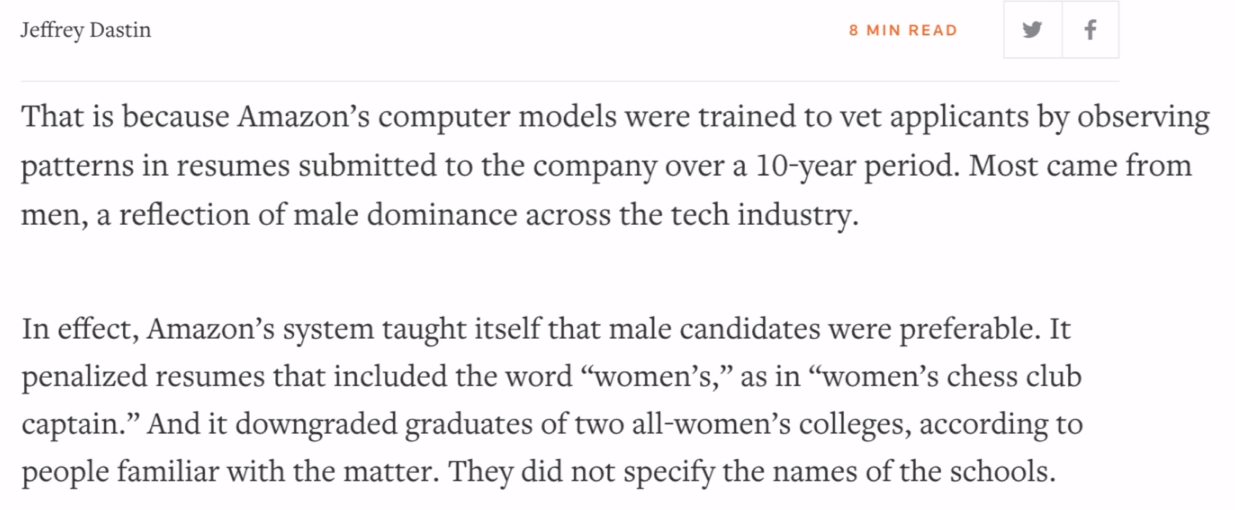 Jeffrey Dastin
8 MIN READ
That is because Amazon’s computer models were trained to vet applicants by observing
patterns in resumes submitted to the company over a 10-year period. Most came from
men, a reflection of male dominance across the tech industry.
In effect, Amazon’s system taught itself that male candidates were preferable. It
penalized resumes that included the word “women’s,” as in “women’s chess club
captain.” And it downgraded graduates of two all-women’s colleges, according to
people familiar with the matter. They did not specify the names of the schools.